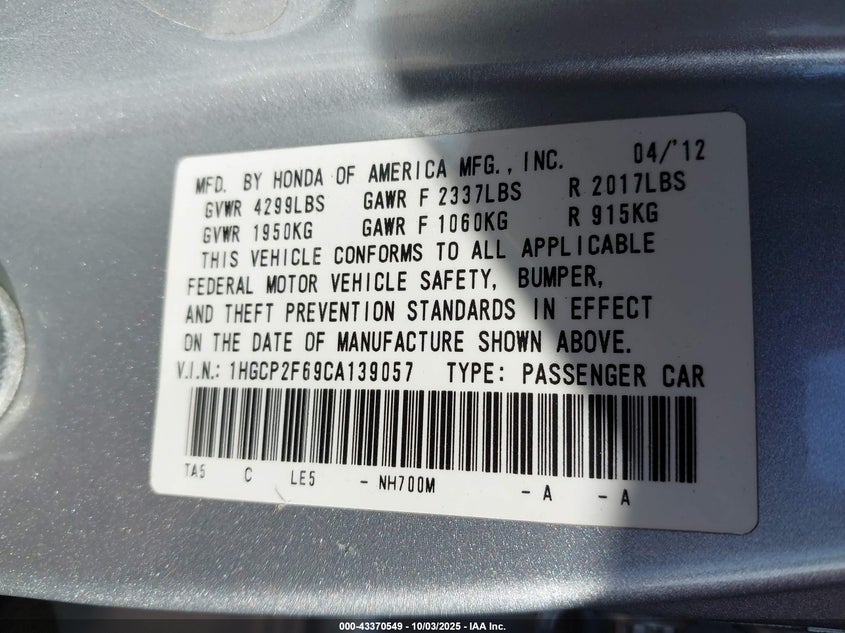 MFD. BY HONDA OF AMERICA MFG., INC. 04/'12
GVWR 4299LBS GAWR F 2337LBS R 2017LBS
GVWR 1950KG GAWR F 1060KG R 915KG
THIS VEHICLE CONFORMS TO ALL APPLICABLE
FEDERAL MOTOR VEHICLE SAFETY, BUMPER,
AND THEFT PREVENTION STANDARDS IN EFFECT
ON THE DATE OF MANUFACTURE SHOWN ABOVE.
V.I.N.: 1HGCP2F69CA139057 TYPE: PASSENGER CAR
TA5 C LE5 - NH700M - A - A
000-43370549 - 10/03/2025 - IAA Inc.